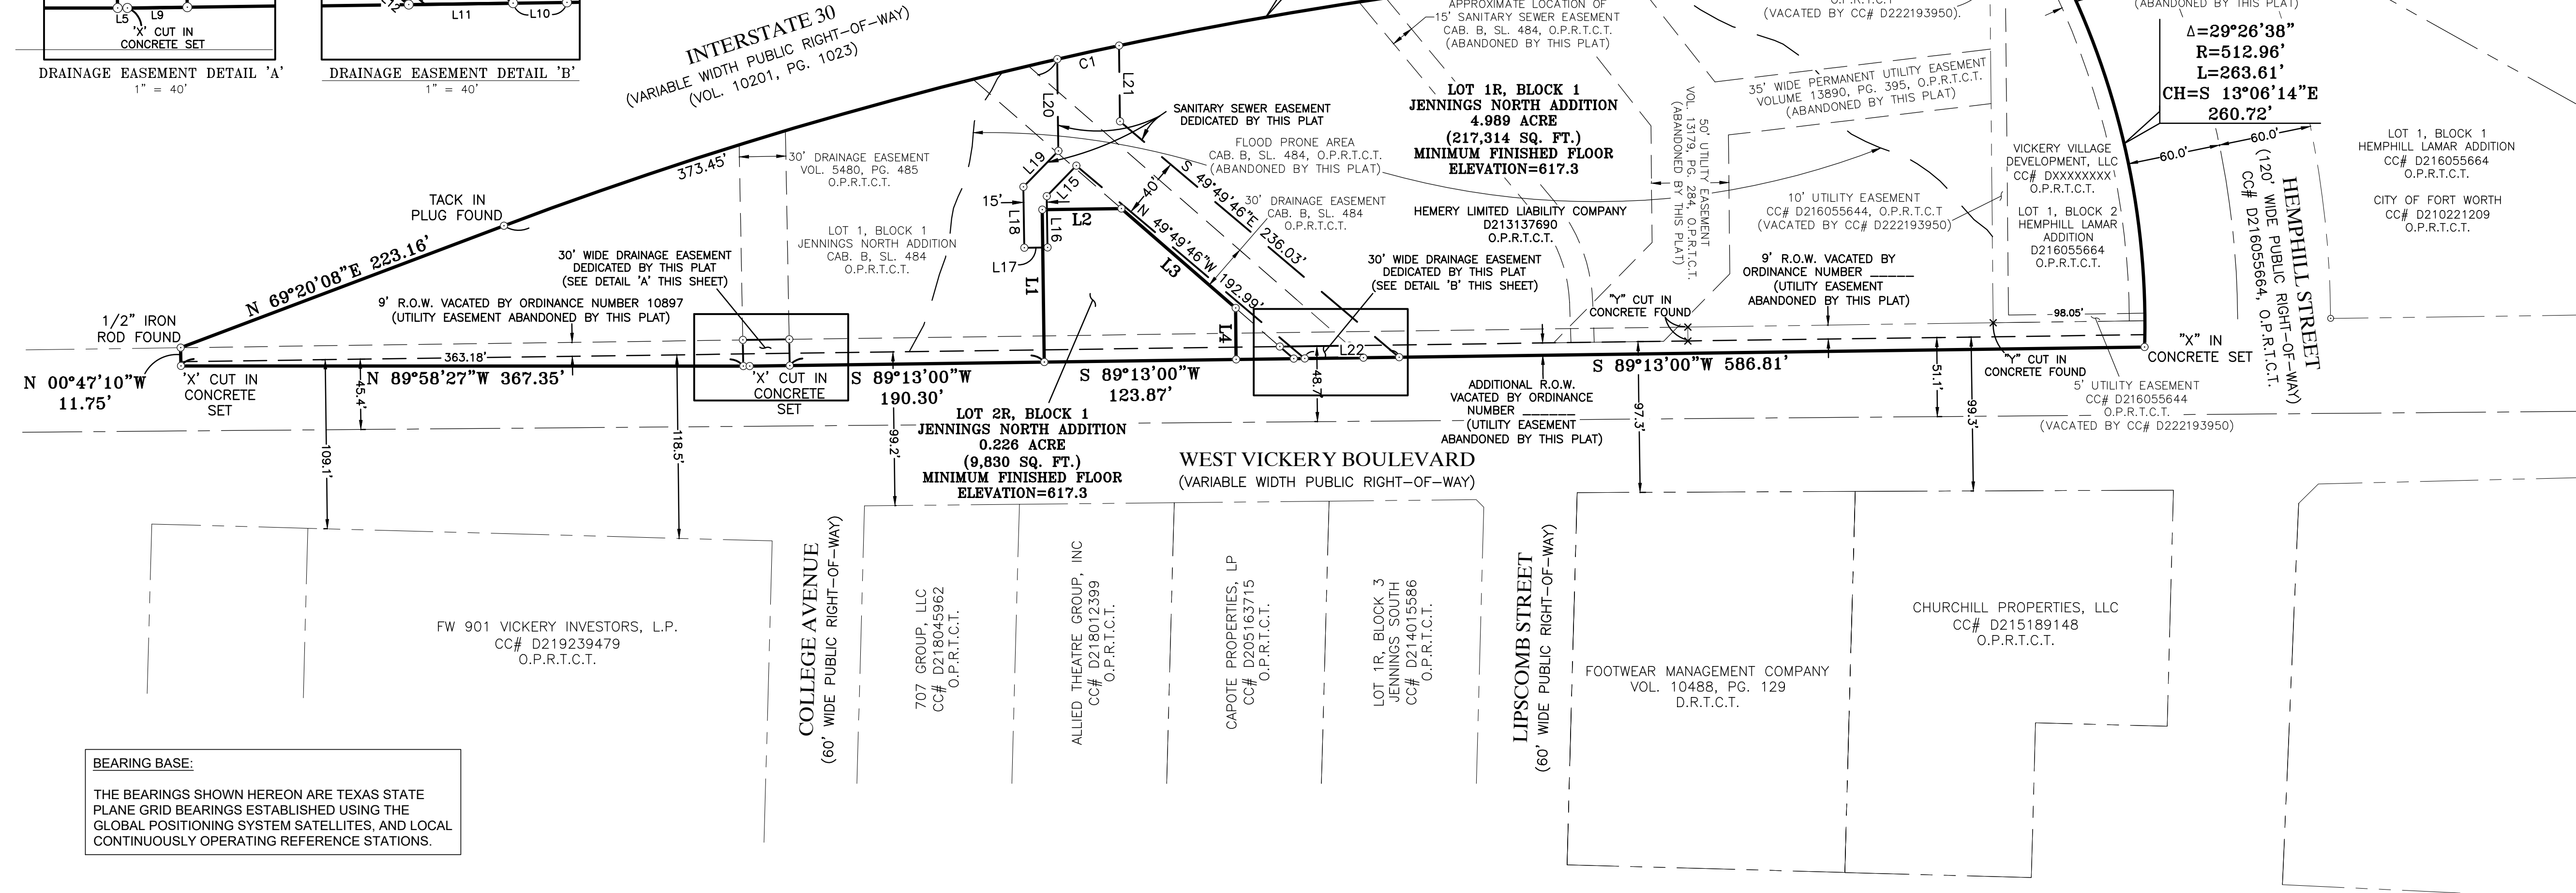 L5
L9
'X' CUT IN
CONCRETE SET
DRAINAGE EASEMENT DETAIL 'A'
1" = 40'
L11
L10
DRAINAGE EASEMENT DETAIL 'B'
1" = 40'
INTERSTATE 30
(VARIABLE WIDTH PUBLIC RIGHT-OF-WAY)
(VOL. 10201, PG. 1023)
C1
L21
L20
APPROXIMATE LOCATION OF
15' SANITARY SEWER EASEMENT
CAB. B, SL. 484, O.P.R.T.C.T.
(ABANDONED BY THIS PLAT)
(VACATED BY CC# D222193950).
(ABANDONED BY THIS PLAT)
Δ=29°26'38"
R=512.96'
L=263.61'
CH=S 13°06'14"E
260.72'
LOT 1R, BLOCK 1
JENNINGS NORTH ADDITION
4.989 ACRE
(217,314 SQ. FT.)
MINIMUM FINISHED FLOOR
ELEVATION=617.3
35' WIDE PERMANENT UTILITY EASEMENT
VOLUME 13890, PG. 395, O.P.R.T.C.T.
(ABANDONED BY THIS PLAT)
50' UTILITY EASEMENT
VOL. 13179, PG. 284, O.P.R.T.C.T.
(ABANDONED BY THIS PLAT)
SANITARY SEWER EASEMENT
DEDICATED BY THIS PLAT
FLOOD PRONE AREA
CAB. B, SL. 484, O.P.R.T.C.T.
(ABANDONED BY THIS PLAT)
373.45'
30' DRAINAGE EASEMENT
VOL. 5480, PG. 485
O.P.R.T.C.T.
L19
L15
15'
L18
L16
L17
L2
L1
40'
S 49°49'46"E 236.03'
N 49°49'46"W 192.99'
L3
L4
30' DRAINAGE EASEMENT
CAB. B, SL. 484
O.P.R.T.C.T.
HEMERY LIMITED LIABILITY COMPANY
D213137690
O.P.R.T.C.T.
10' UTILITY EASEMENT
CC# D216055644, O.P.R.T.C.T
(VACATED BY CC# D222193950)
VICKERY VILLAGE
DEVELOPMENT, LLC
CC# DXXXXXXXX
O.P.R.T.C.T.
LOT 1, BLOCK 2
HEMPHILL LAMAR
ADDITION
D216055664
O.P.R.T.C.T.
60.0'
60.0'
HEMPHILL STREET
(120' WIDE PUBLIC RIGHT-OF-WAY)
CC# D216055664, O.P.R.T.C.T.
LOT 1, BLOCK 1
HEMPHILL LAMAR ADDITION
CC# D216055664
O.P.R.T.C.T.
CITY OF FORT WORTH
CC# D210221209
O.P.R.T.C.T.
TACK IN
PLUG FOUND
LOT 1, BLOCK 1
JENNINGS NORTH ADDITION
CAB. B, SL. 484
O.P.R.T.C.T.
N 69°20'08"E 223.16'
30' WIDE DRAINAGE EASEMENT
DEDICATED BY THIS PLAT
(SEE DETAIL 'A' THIS SHEET)
30' WIDE DRAINAGE EASEMENT
DEDICATED BY THIS PLAT
(SEE DETAIL 'B' THIS SHEET)
9' R.O.W. VACATED BY
ORDINANCE NUMBER ______
(UTILITY EASEMENT
ABANDONED BY THIS PLAT)
"Y" CUT IN
CONCRETE FOUND
9' R.O.W. VACATED BY ORDINANCE NUMBER 10897
(UTILITY EASEMENT ABANDONED BY THIS PLAT)
1/2" IRON
ROD FOUND
98.05'
"X" IN
CONCRETE SET
"Y" CUT IN
CONCRETE FOUND
363.18'
L22
N 00°47'10"W
11.75'
'X' CUT IN
CONCRETE
SET
45.4'
N 89°58'27"W 367.35'
'X' CUT IN
CONCRETE
SET
S 89°13'00"W
190.30'
S 89°13'00"W
123.87'
48.7'
S 89°13'00"W 586.81'
51.1'
5' UTILITY EASEMENT
CC# D216055644
O.P.R.T.C.T.
(VACATED BY CC# D222193950)
ADDITIONAL R.O.W.
VACATED BY ORDINANCE
NUMBER ______
(UTILITY EASEMENT
ABANDONED BY THIS PLAT)
97.3'
99.3'
LOT 2R, BLOCK 1
JENNINGS NORTH ADDITION
0.226 ACRE
(9,830 SQ. FT.)
MINIMUM FINISHED FLOOR
ELEVATION=617.3
109.1'
118.5'
99.2'
WEST VICKERY BOULEVARD
(VARIABLE WIDTH PUBLIC RIGHT-OF-WAY)
FW 901 VICKERY INVESTORS, L.P.
CC# D219239479
O.P.R.T.C.T.
COLLEGE AVENUE
(60' WIDE PUBLIC RIGHT-OF-WAY)
707 GROUP, LLC
CC# D218045962
O.P.R.T.C.T.
ALLIED THEATRE GROUP, INC
CC# D218012399
O.P.R.T.C.T.
CAPOTE PROPERTIES, LP
CC# D205163715
O.P.R.T.C.T.
LOT 1R, BLOCK 3
JENNINGS SOUTH
CC# D214015586
O.P.R.T.C.T.
LIPSCOMB STREET
(60' WIDE PUBLIC RIGHT-OF-WAY)
FOOTWEAR MANAGEMENT COMPANY
VOL. 10488, PG. 129
D.R.T.C.T.
CHURCHILL PROPERTIES, LLC
CC# D215189148
O.P.R.T.C.T.
BEARING BASE:
THE BEARINGS SHOWN HEREON ARE TEXAS STATE
PLANE GRID BEARINGS ESTABLISHED USING THE
GLOBAL POSITIONING SYSTEM SATELLITES, AND LOCAL
CONTINUOUSLY OPERATING REFERENCE STATIONS.